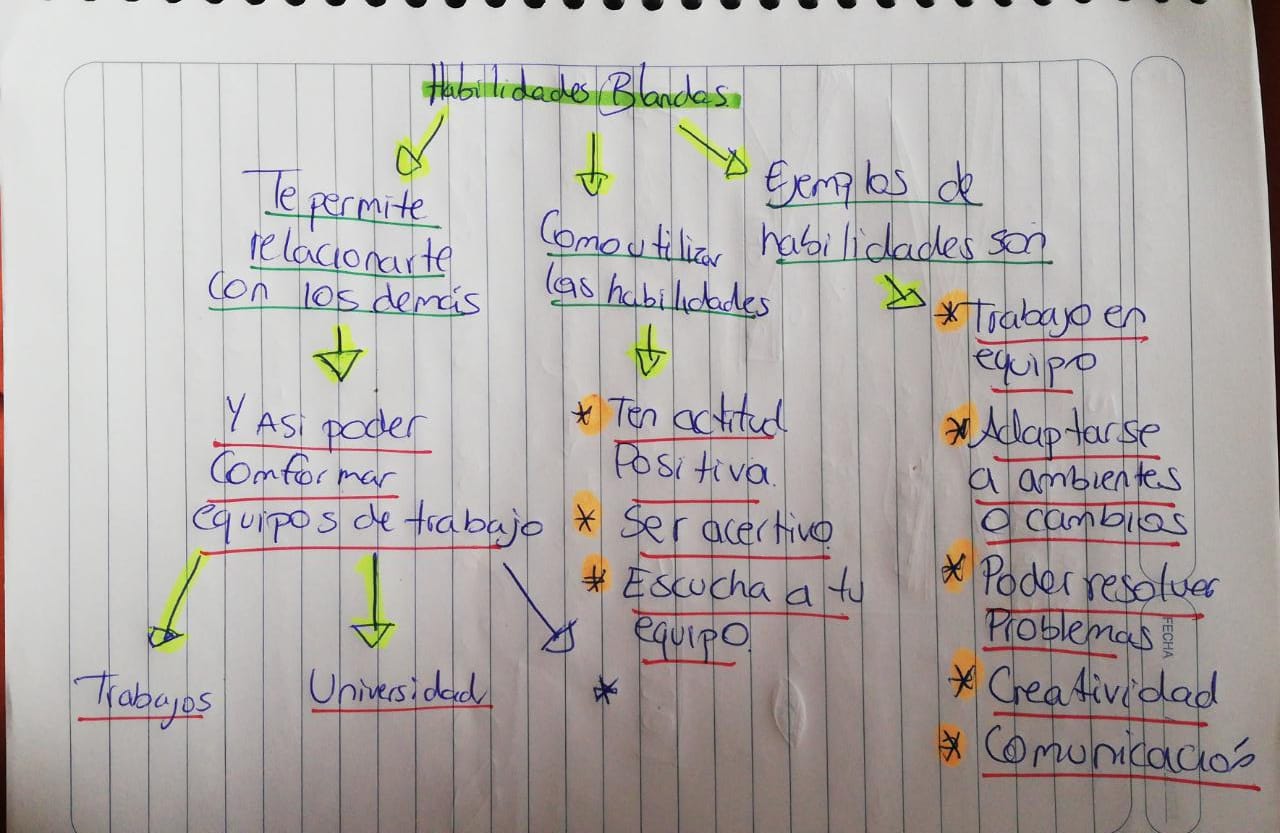 Habilidades Blandas
Te permite
relacionarte
con los demás
Y Asi poder
Comformar
equipos de trabajo
Trabajos
Universidad
Como utilizar
las habilidades
* Ten actitud
Positiva.
* Ser acertivo
* Escucha a tu
equipo.
*
Ejemplos de
habilidades son
* Trabajo en
equipo
* Adaptarse
a ambientes
o cambios
* Poder resolver
Problemas
* Creatividad
* Comunicación
FECHA